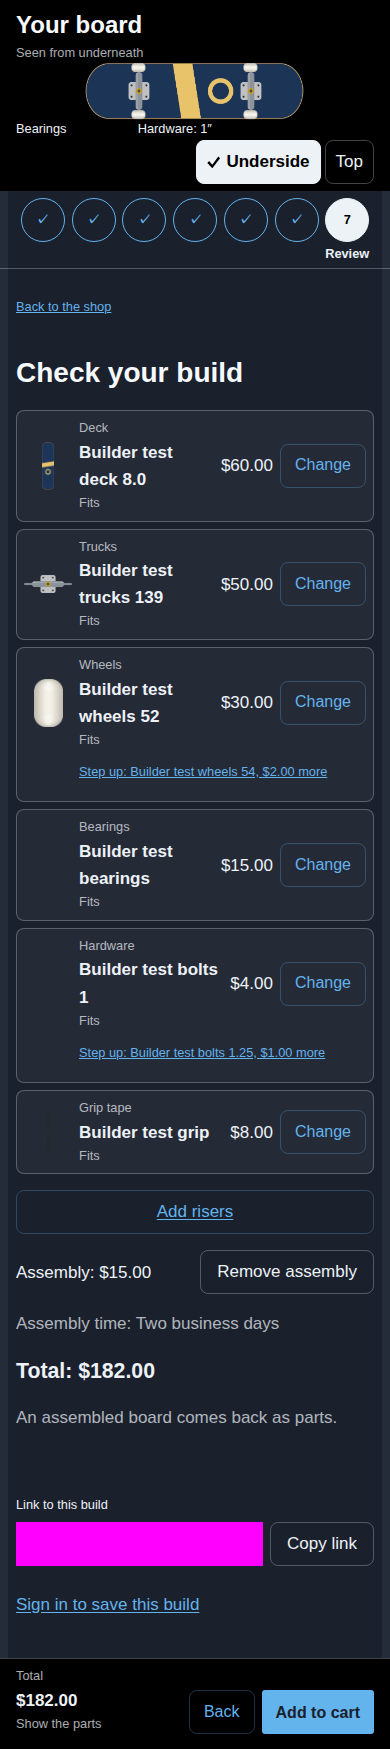 Your board
Seen from underneath
Bearings Hardware: 1″
✓ Underside Top
✓ ✓ ✓ ✓ ✓ ✓ 7
Review
Back to the shop
Check your build
Deck
Builder test
deck 8.0
$60.00 Change
Fits
Trucks
Builder test
trucks 139
$50.00 Change
Fits
Wheels
Builder test
wheels 52
$30.00 Change
Fits
Step up: Builder test wheels 54, $2.00 more
Bearings
Builder test
bearings
$15.00 Change
Fits
Hardware
Builder test bolts
1
$4.00 Change
Fits
Step up: Builder test bolts 1.25, $1.00 more
Grip tape
Builder test grip $8.00 Change
Fits
Add risers
Assembly: $15.00 Remove assembly
Assembly time: Two business days
Total: $182.00
An assembled board comes back as parts.
Link to this build
Copy link
Sign in to save this build
Total
$182.00
Show the parts
Back Add to cart